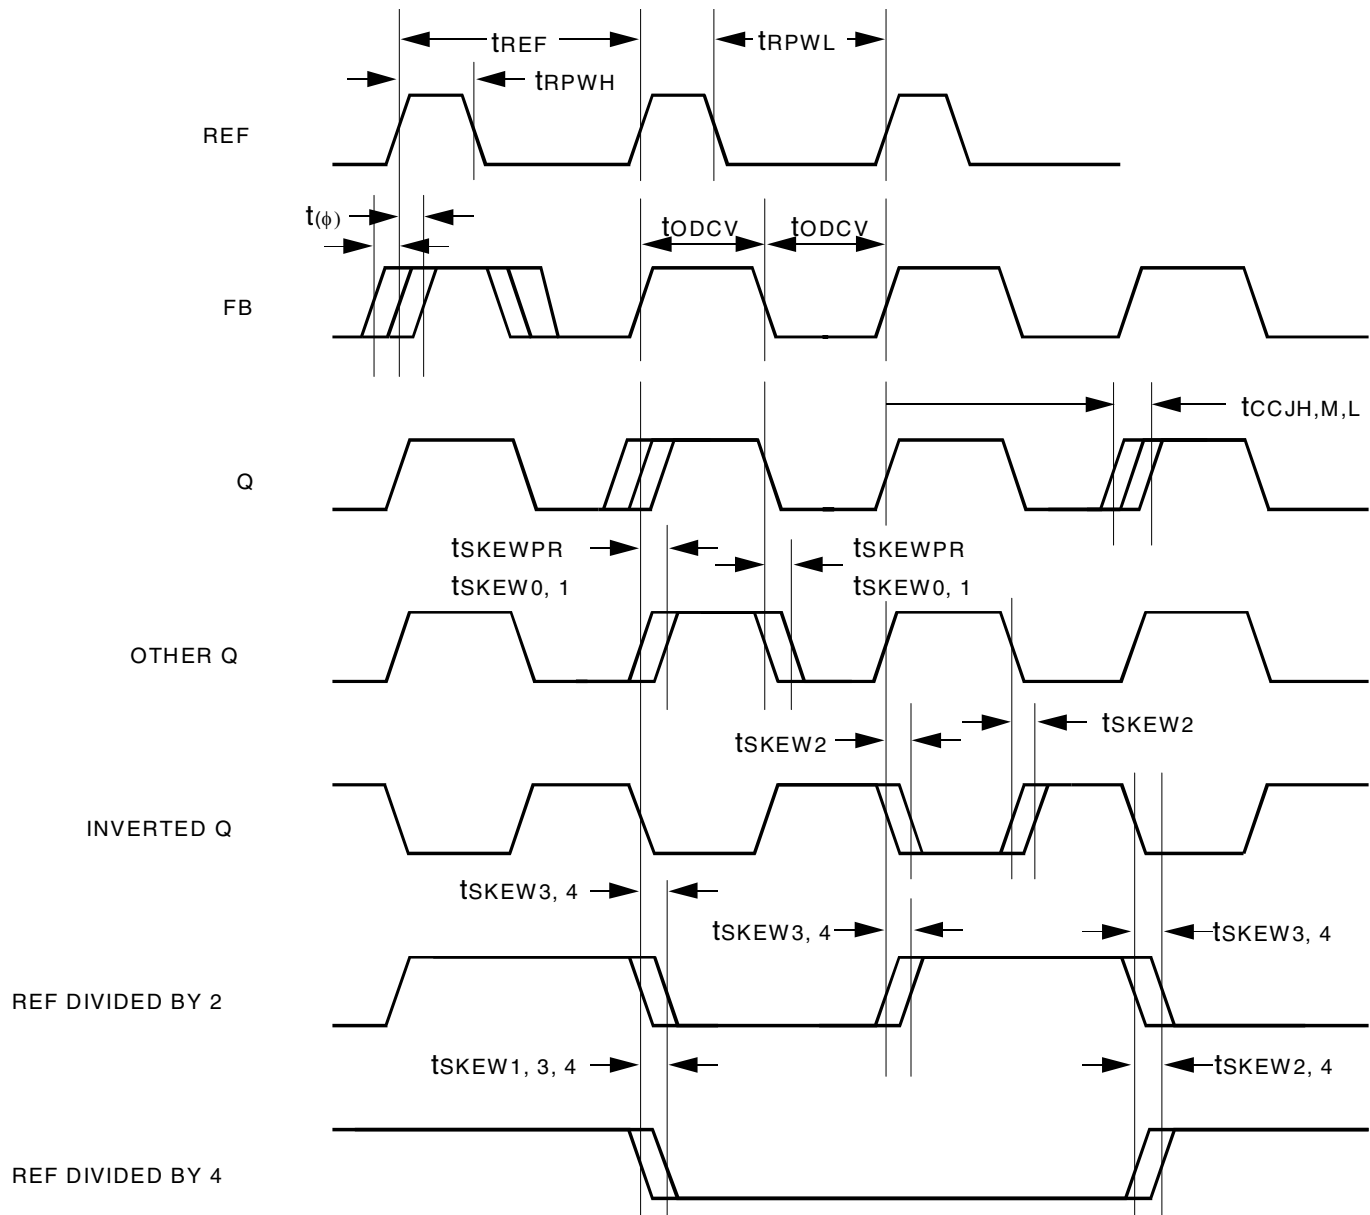 tREF
tRPWL
tRPWH
REF
t(ϕ)
tODCV
tODCV
FB
tCCJH,M,L
Q
tSKEWPR
tSKEW0, 1
tSKEWPR
tSKEW0, 1
OTHER Q
tSKEW2
tSKEW2
INVERTED Q
tSKEW3, 4
tSKEW3, 4
tSKEW3, 4
REF DIVIDED BY 2
tSKEW1, 3, 4
tSKEW2, 4
REF DIVIDED BY 4